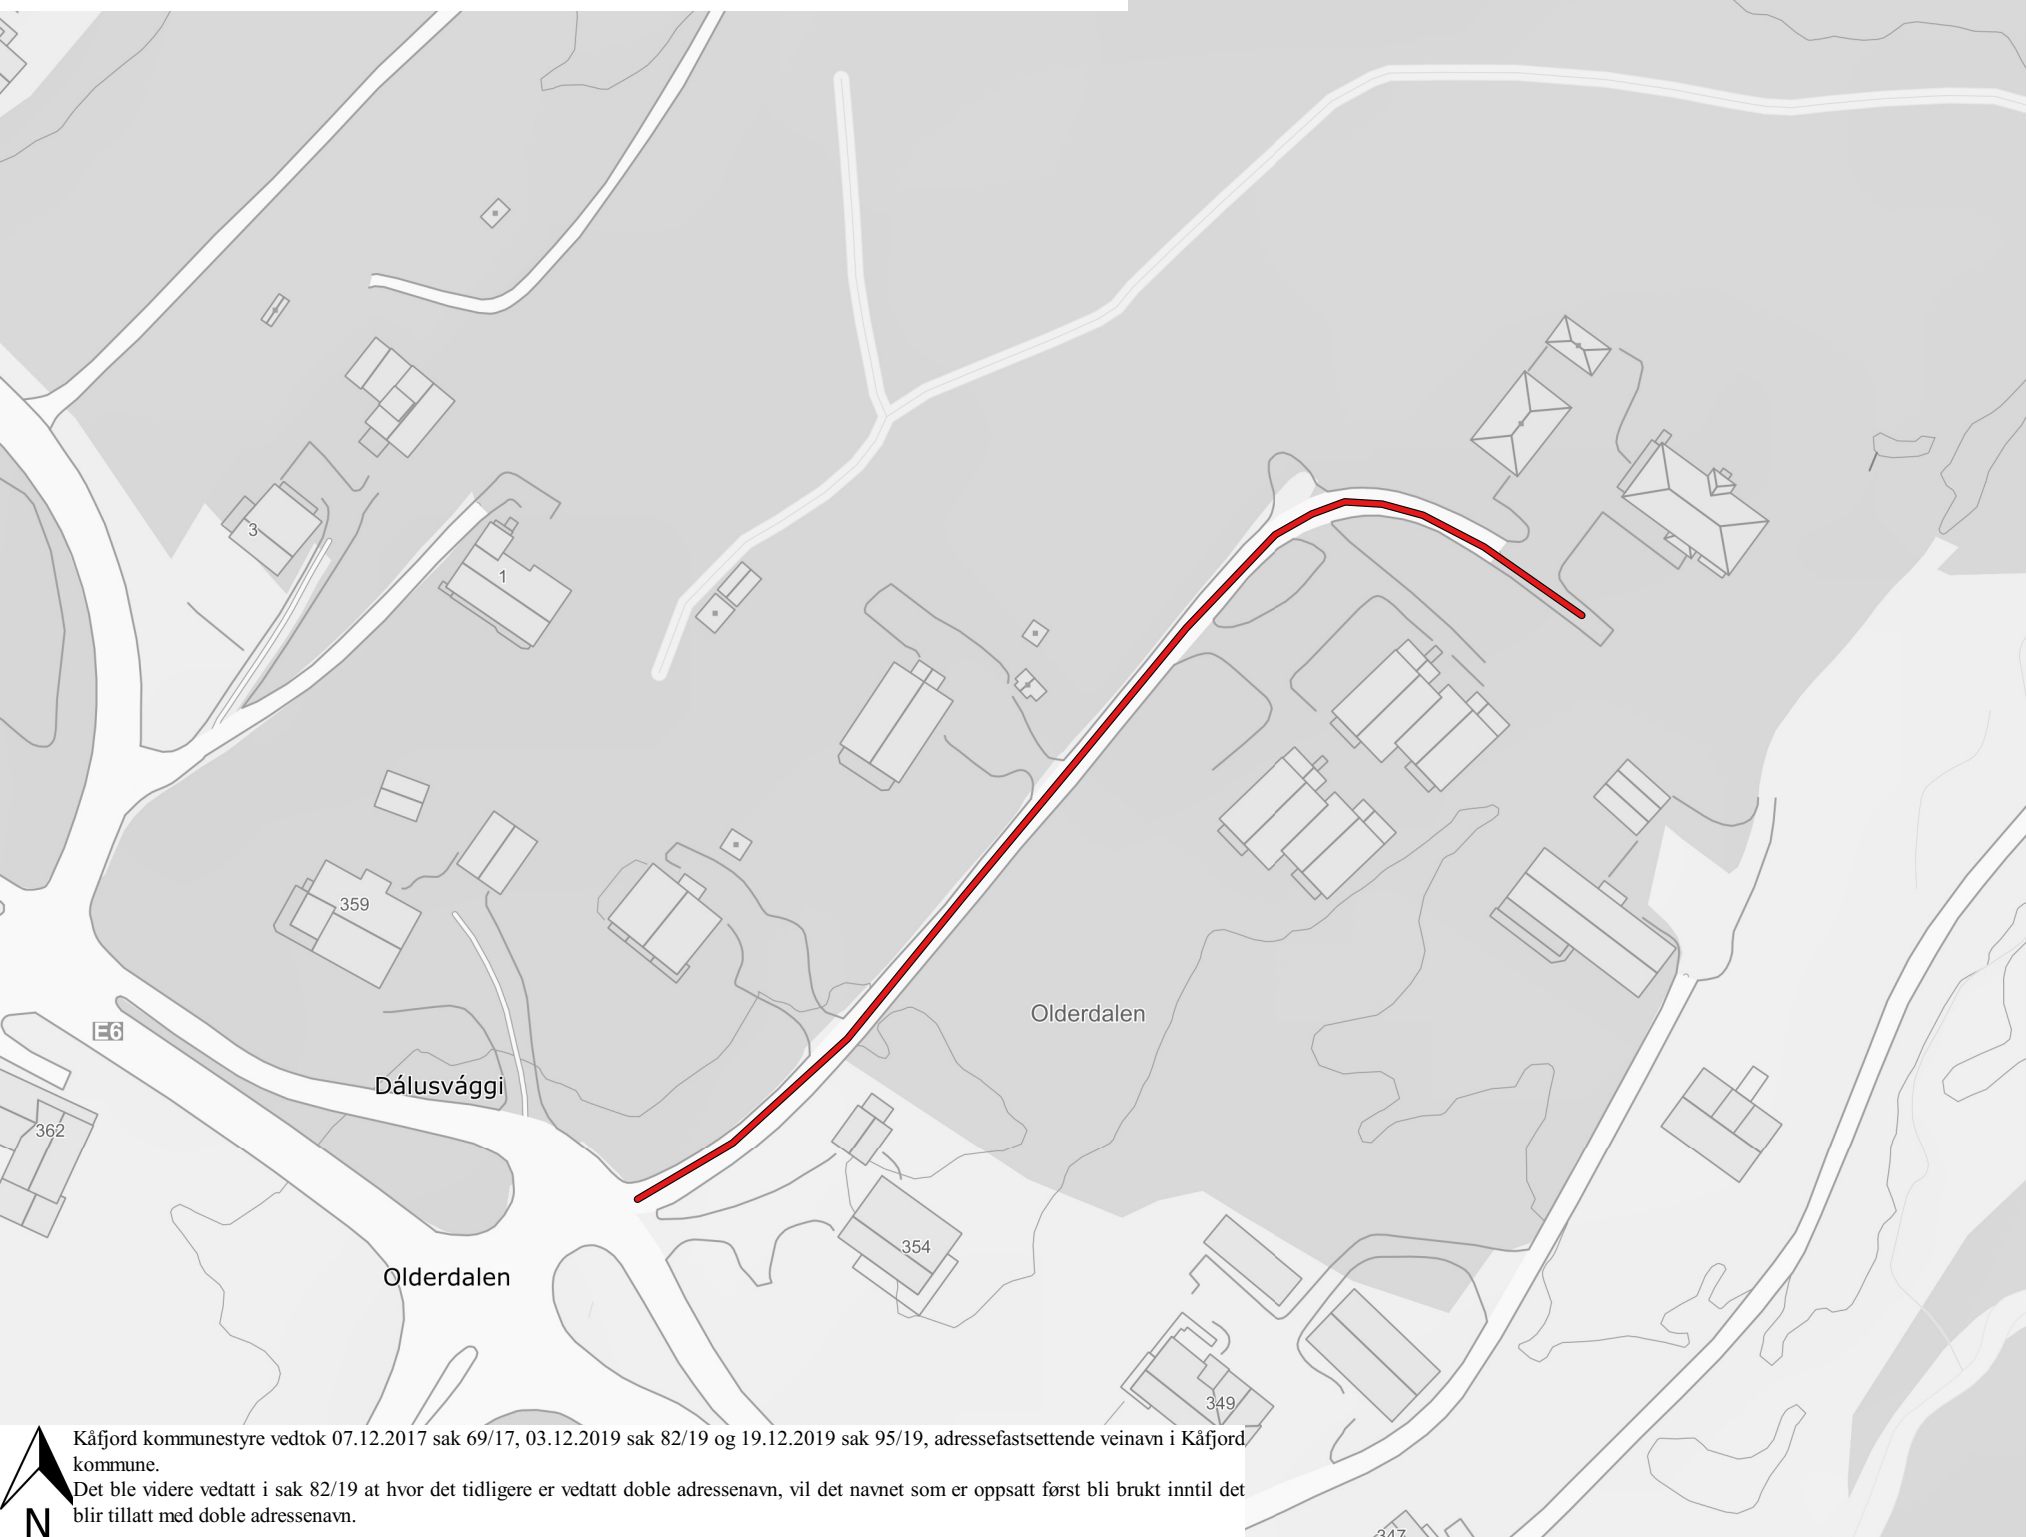 3
1
359
Olderdalen
E6
Dálusvággi
362
354
Olderdalen
349
Kåfjord kommunestyre vedtok 07.12.2017 sak 69/17, 03.12.2019 sak 82/19 og 19.12.2019 sak 95/19, adressefastsettende veinavn i Kåfjord
kommune.
Det ble videre vedtatt i sak 82/19 at hvor det tidligere er vedtatt doble adressenavn, vil det navnet som er oppsatt først bli brukt inntil det
blir tillatt med doble adressenavn.
N
347